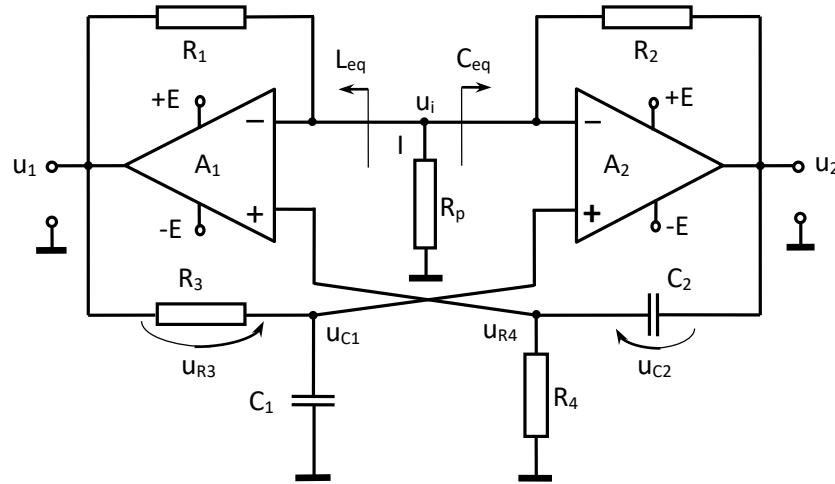 R1
R2
Leq
Ceq
ui
+E
−
−
+E
u1
A1
I
A2
u2
+
Rp
+
-E
-E
R3
C2
uC1
uR4
uR3
uC2
C1
R4